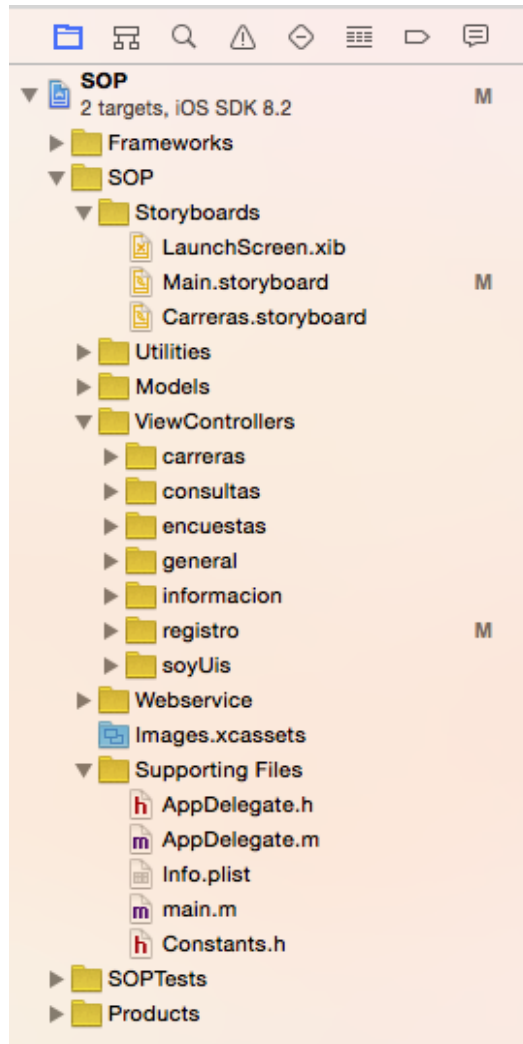 SOP
2 targets, iOS SDK 8.2
M
Frameworks
SOP
Storyboards
LaunchScreen.xib
Main.storyboard M
Carreras.storyboard
Utilities
Models
ViewControllers
carreras
consultas
encuestas
general
informacion
registro M
soyUis
Webservice
Images.xcassets
Supporting Files
h AppDelegate.h
m AppDelegate.m
Info.plist
m main.m
h Constants.h
SOPTests
Products